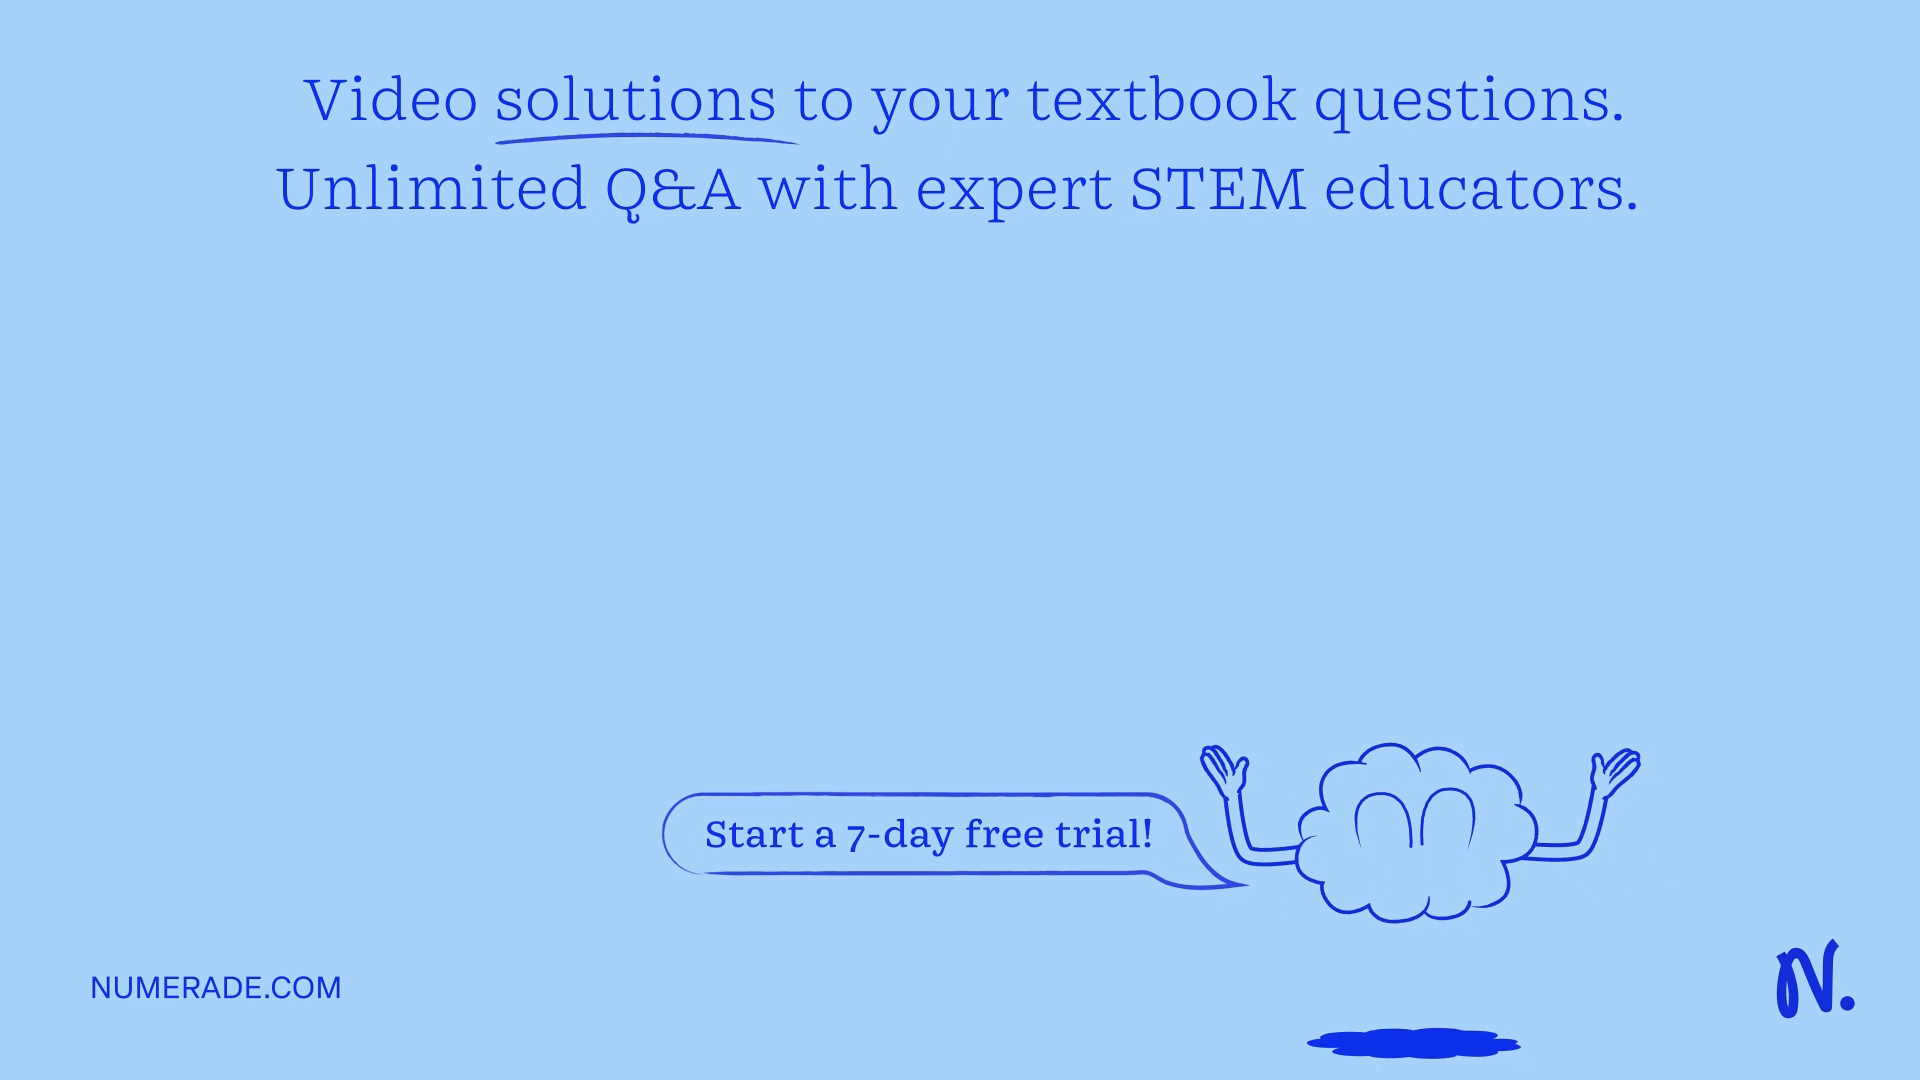 Video solutions to your textbook questions.
Unlimited Q&A with expert STEM educators.
Start a 7-day free trial!
NUMERADE.COM
N.